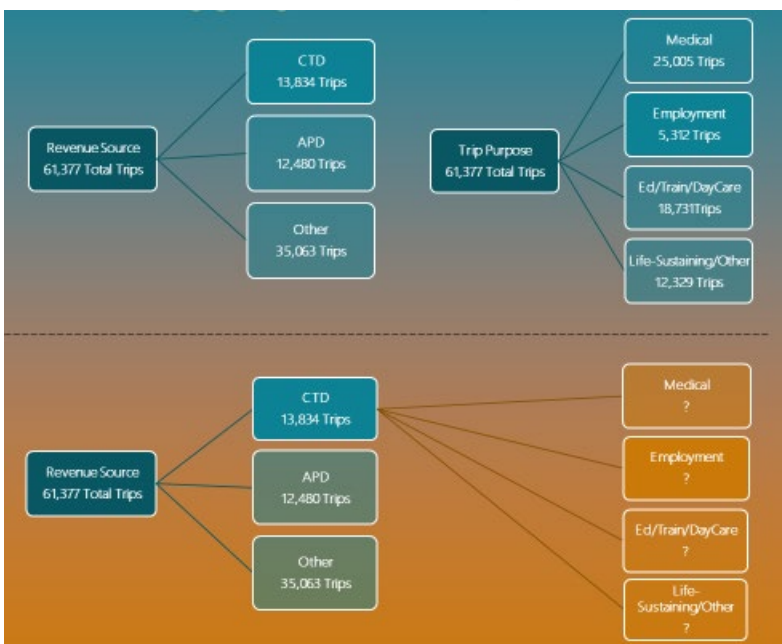 Revenue Source
61,377 Total Trips
CTD
13,834 Trips
APD
12,480 Trips
Other
35,063 Trips
Trip Purpose
61,377 Total Trips
Medical
25,005 Trips
Employment
5,312 Trips
Ed/Train/DayCare
18,731Trips
Life-Sustaining/Other
12,329 Trips
Revenue Source
61,377 Total Trips
CTD
13,834 Trips
APD
12,480 Trips
Other
35,063 Trips
Medical
?
Employment
?
Ed/Train/DayCare
?
Life-
Sustaining/Other
?